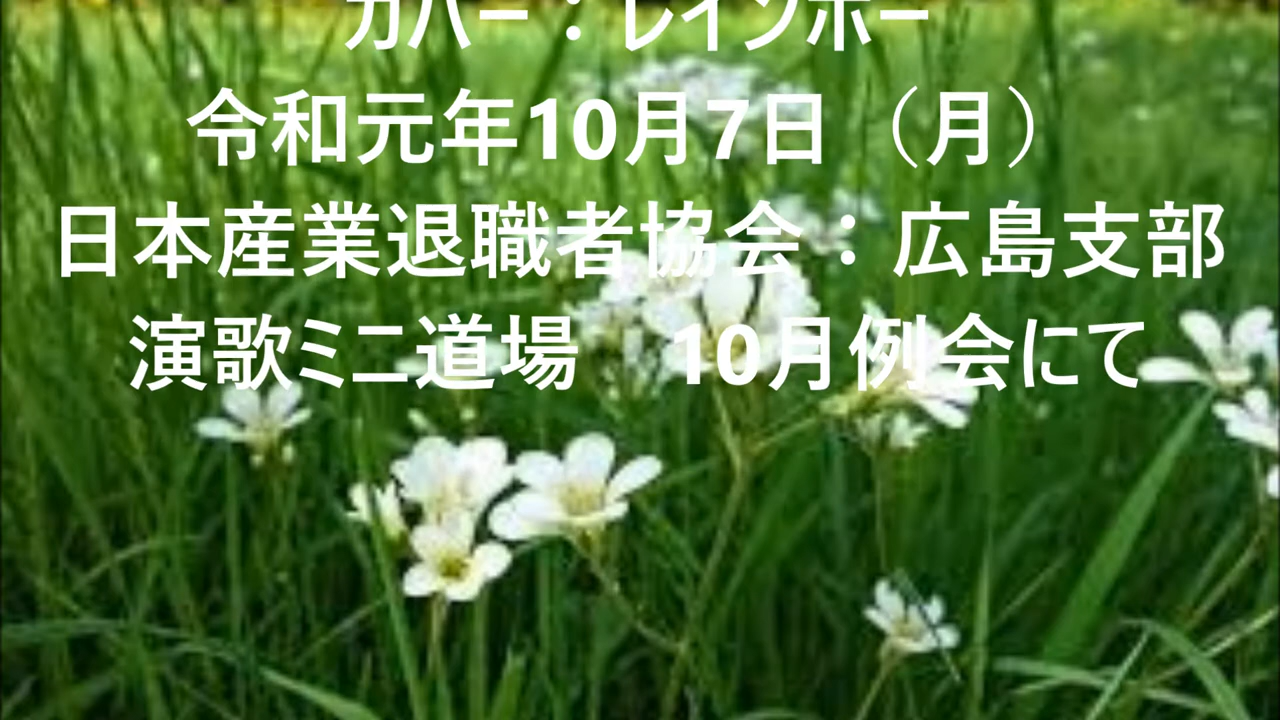 カバー：レインボー
令和元年10月7日（月）
日本産業退職者協会：広島支部
演歌ミニ道場　10月例会にて